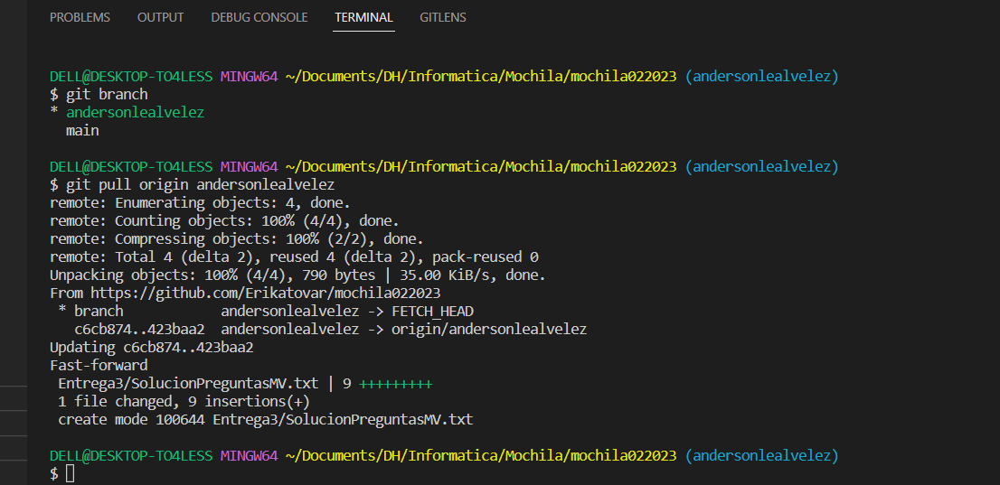 PROBLEMS OUTPUT DEBUG CONSOLE TERMINAL GITLENS
DELL@DESKTOP-TO4LESS MINGW64 ~/Documents/DH/Informatica/Mochila/mochila022023 (andersonlealvelez)
$ git branch
* andersonlealvelez
  main
DELL@DESKTOP-TO4LESS MINGW64 ~/Documents/DH/Informatica/Mochila/mochila022023 (andersonlealvelez)
$ git pull origin andersonlealvelez
remote: Enumerating objects: 4, done.
remote: Counting objects: 100% (4/4), done.
remote: Compressing objects: 100% (2/2), done.
remote: Total 4 (delta 2), reused 4 (delta 2), pack-reused 0
Unpacking objects: 100% (4/4), 790 bytes | 35.00 KiB/s, done.
From https://github.com/Erikatovar/mochila022023
 * branch            andersonlealvelez -> FETCH_HEAD
   c6cb874..423baa2  andersonlealvelez -> origin/andersonlealvelez
Updating c6cb874..423baa2
Fast-forward
 Entrega3/SolucionPreguntasMV.txt | 9 +++++++++
 1 file changed, 9 insertions(+)
 create mode 100644 Entrega3/SolucionPreguntasMV.txt
DELL@DESKTOP-TO4LESS MINGW64 ~/Documents/DH/Informatica/Mochila/mochila022023 (andersonlealvelez)
$